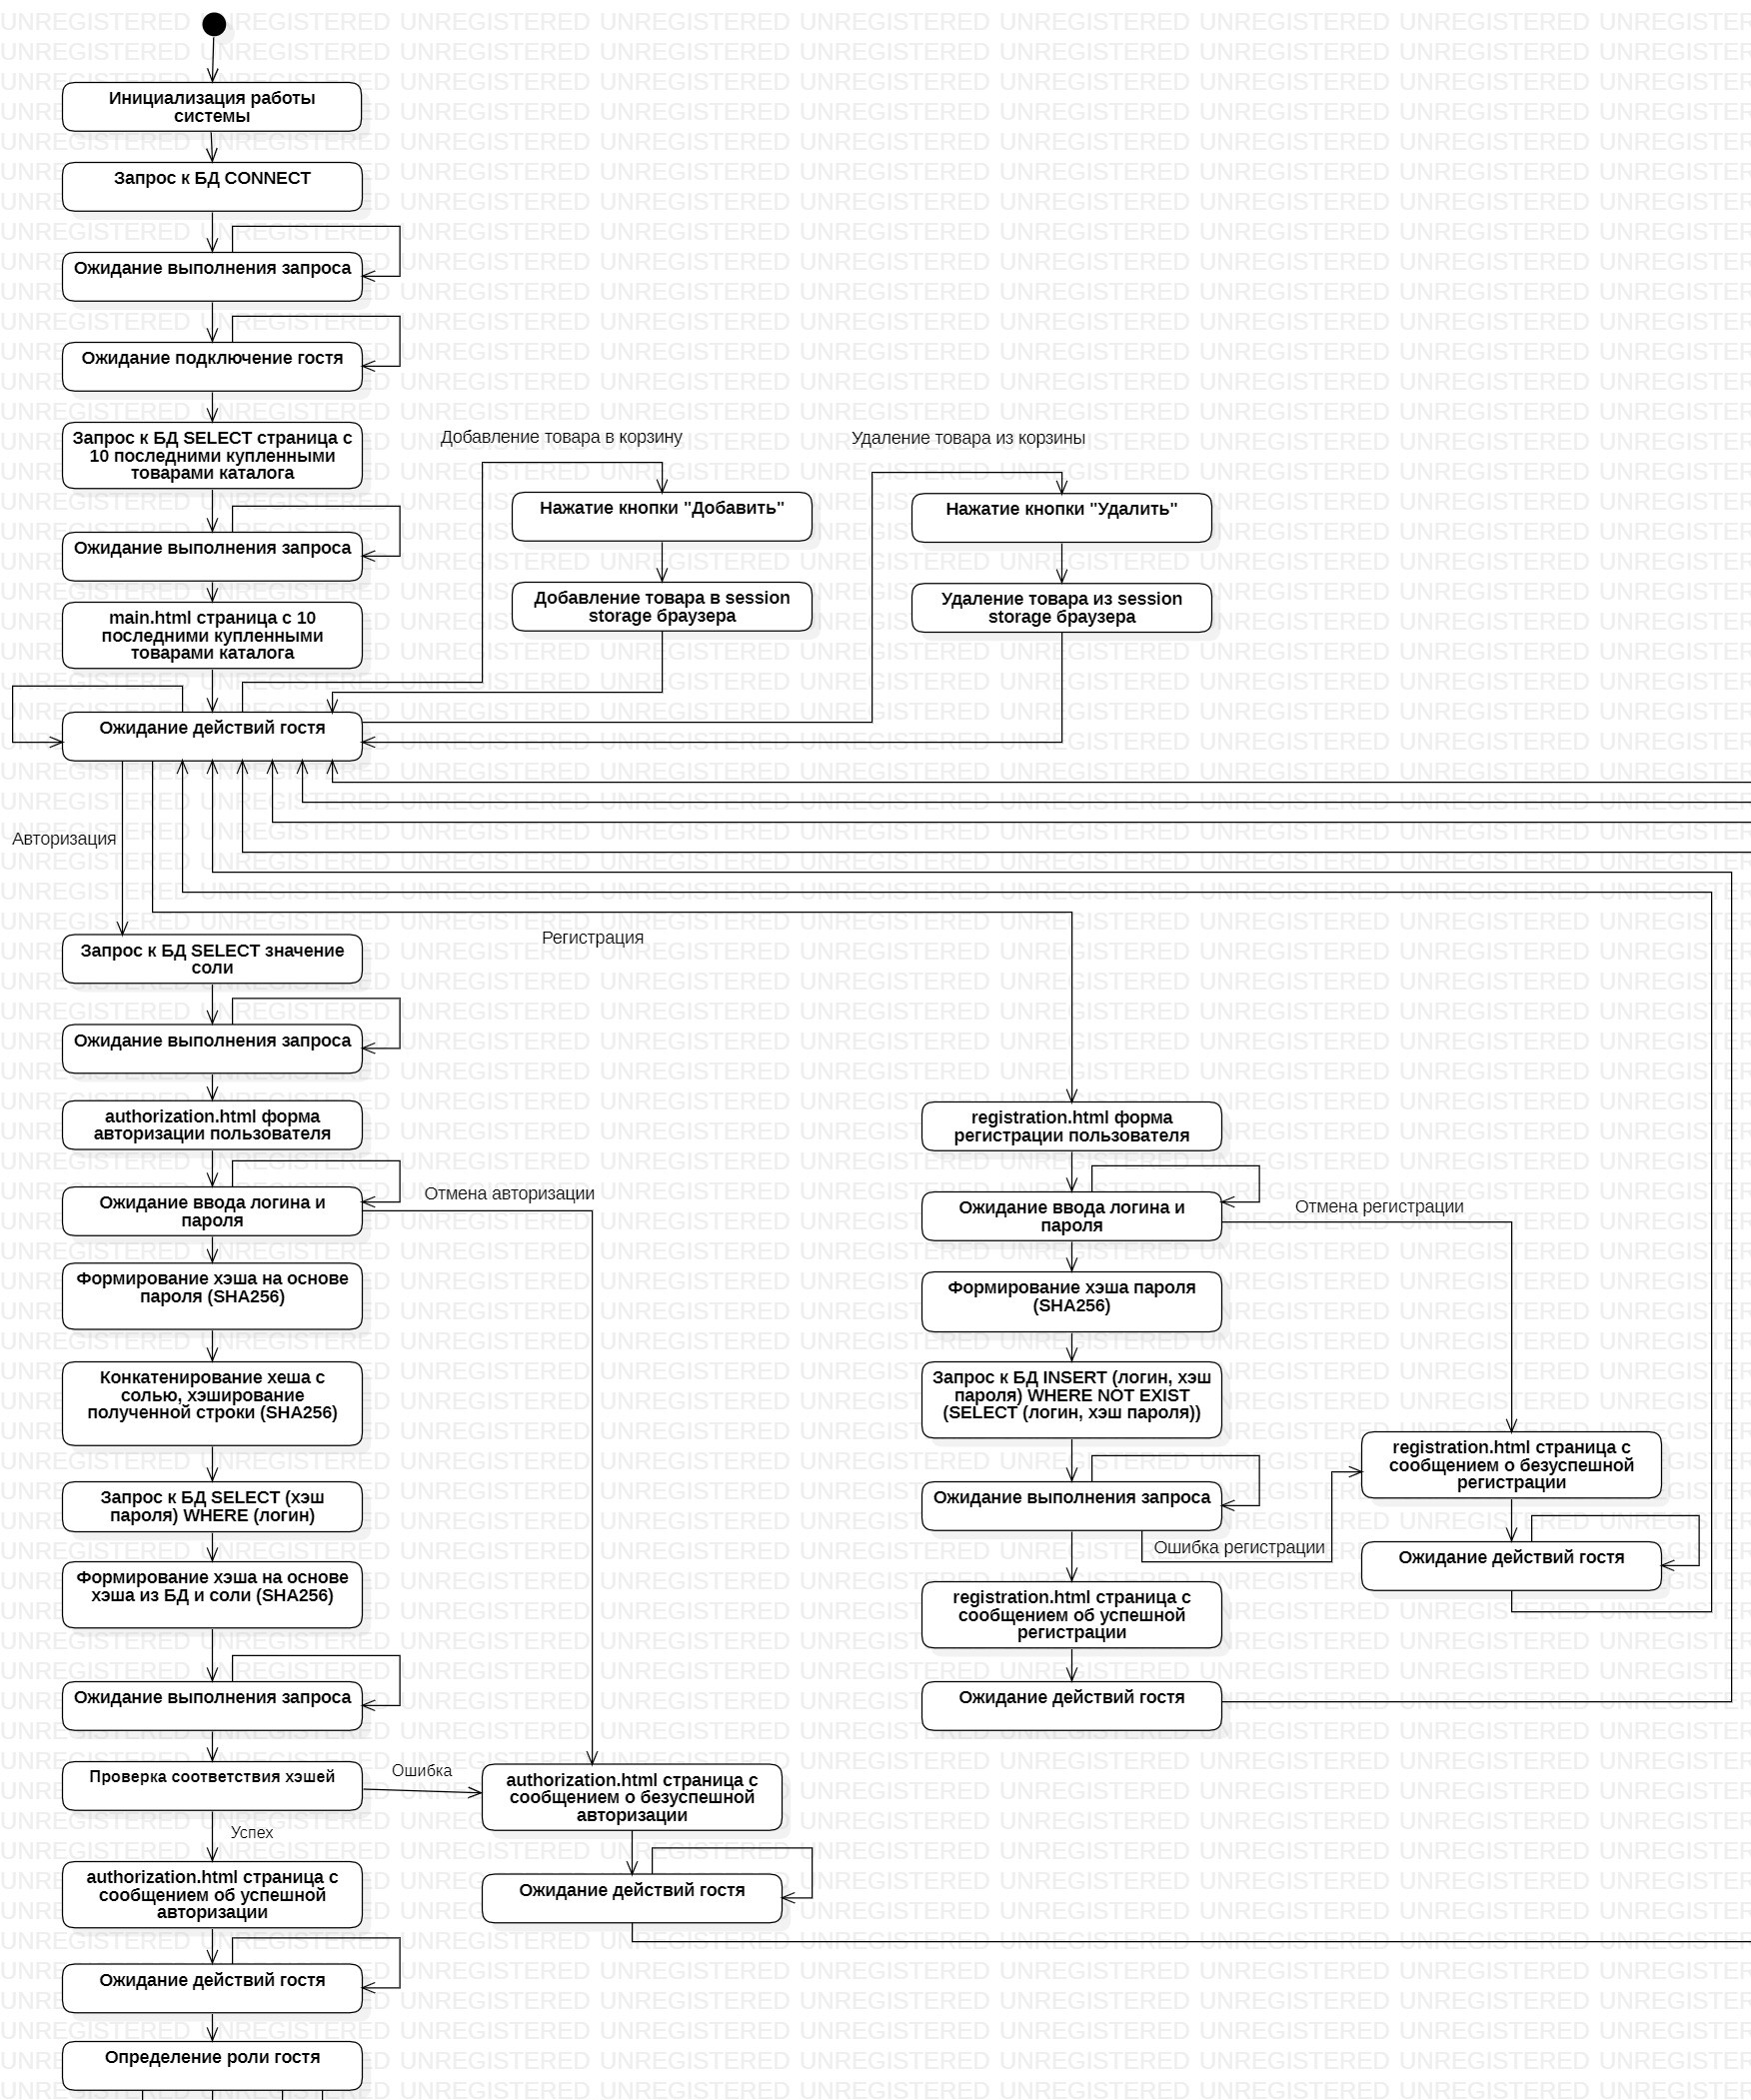 Инициализация работы
системы
Запрос к БД CONNECT
Ожидание выполнения запроса
Ожидание подключение гостя
Запрос к БД SELECT страница с
10 последними купленными
товарами каталога
Ожидание выполнения запроса
main.html страница с 10
последними купленными
товарами каталога
Добавление товара в корзину
Нажатие кнопки "Добавить"
Добавление товара в session
storage браузера
Удаление товара из корзины
Нажатие кнопки "Удалить"
Удаление товара из session
storage браузера
Ожидание действий гостя
Авторизация
Регистрация
Запрос к БД SELECT значение
соли
Ожидание выполнения запроса
authorization.html форма
авторизации пользователя
Ожидание ввода логина и
пароля
Отмена авторизации
Формирование хэша на основе
пароля (SHA256)
Конкатенирование хеша с
солью, хэширование
полученной строки (SHA256)
Запрос к БД SELECT (хэш
пароля) WHERE (логин)
Формирование хэша на основе
хэша из БД и соли (SHA256)
Ожидание выполнения запроса
Проверка соответствия хэшей
Ошибка
Успех
authorization.html страница с
сообщением о безуспешной
авторизации
Ожидание действий гостя
authorization.html страница с
сообщением об успешной
авторизации
Ожидание действий гостя
Определение роли гостя
registration.html форма
регистрации пользователя
Ожидание ввода логина и
пароля
Отмена регистрации
Формирование хэша пароля
(SHA256)
Запрос к БД INSERT (логин, хэш
пароля) WHERE NOT EXIST
(SELECT (логин, хэш пароля))
Ожидание выполнения запроса
Ошибка регистрации
registration.html страница с
сообщением о безуспешной
регистрации
Ожидание действий гостя
registration.html страница с
сообщением об успешной
регистрации
Ожидание действий гостя